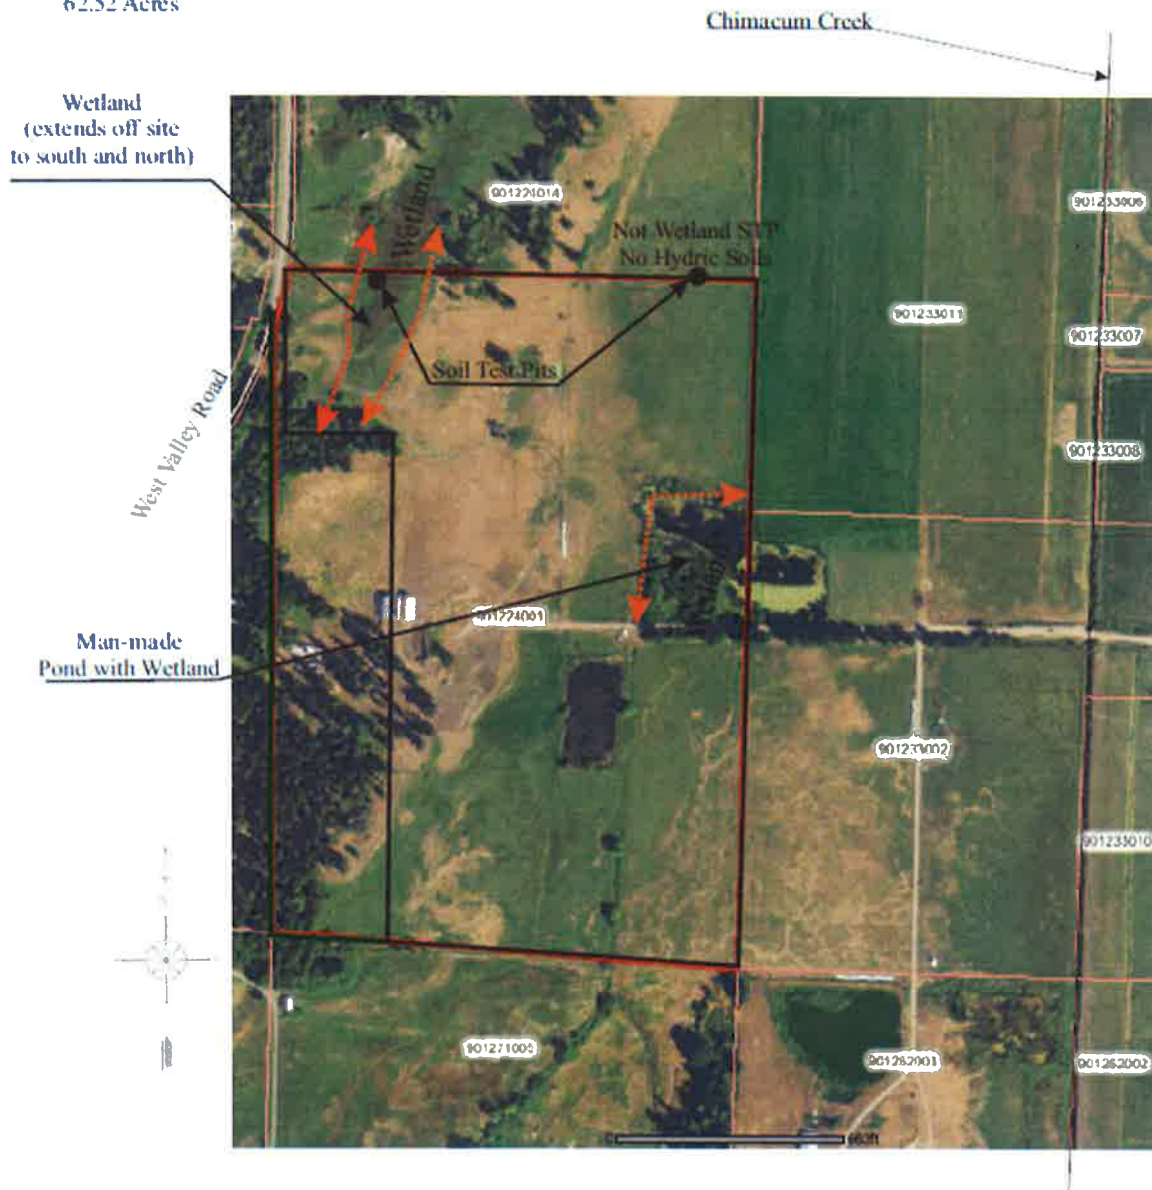 62.52 Acres
Chimacum Creek
Wetland
(extends off site
to south and north)
Wetland
901224014
901233006
Not Wetland STP
No Hydric Soils
901233011
901233007
Soil Test Pits
West Valley Road
901233008
901224001
Man-made
Pond with Wetland
901233002
901233010
901271005
901262002